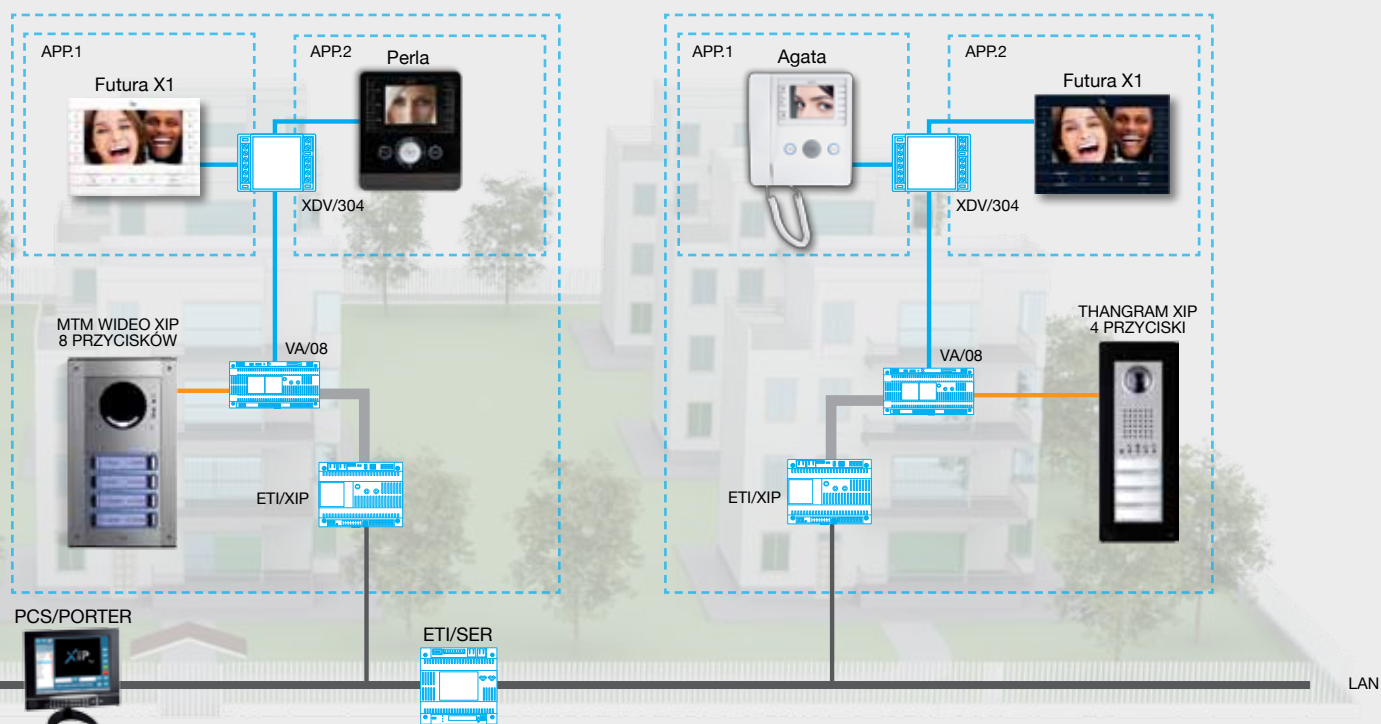 APP.1
APP.2
Futura X1
Perla
XDV/304
MTM WIDEO XIP
8 PRZYCISKÓW
VA/08
ETI/XIP
APP.1
APP.2
Agata
Futura X1
XDV/304
THANGRAM XIP
4 PRZYCISKI
VA/08
ETI/XIP
PCS/PORTER
XIP
ETI/SER
LAN